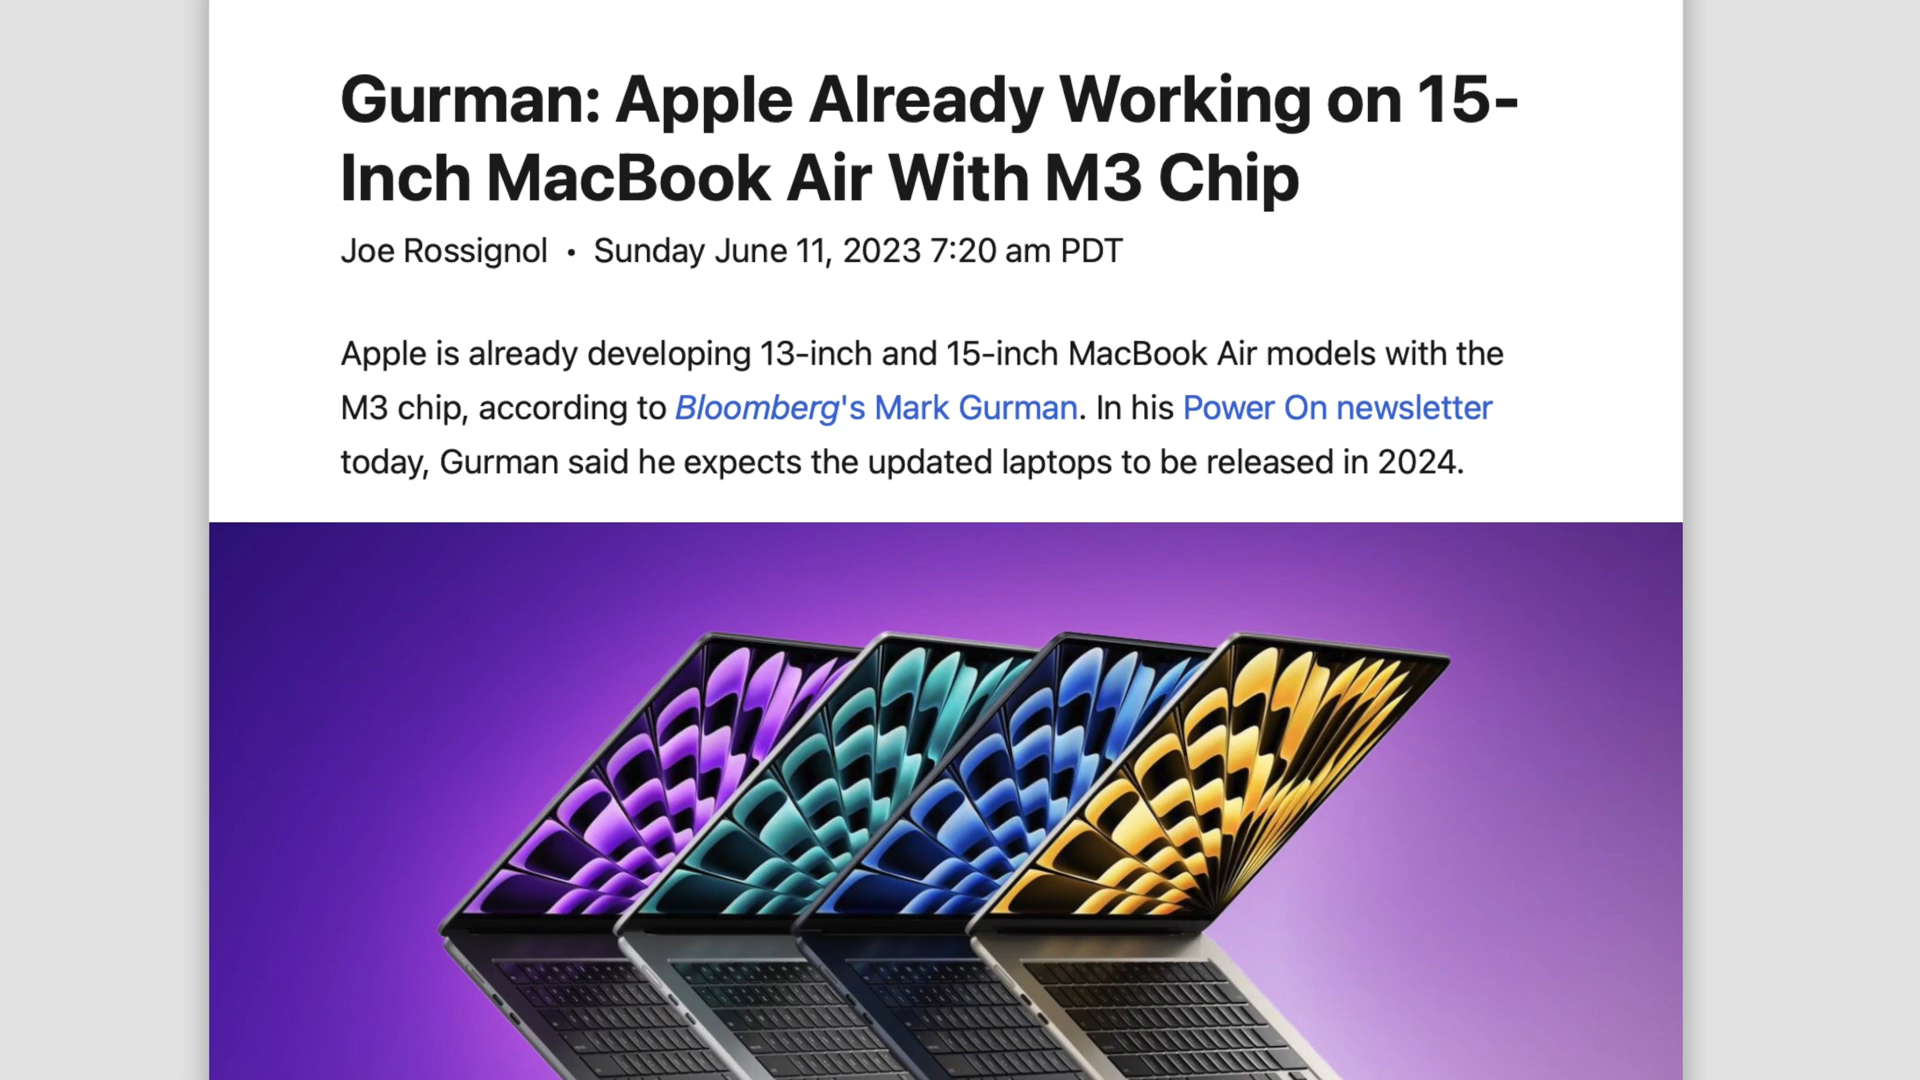 Gurman: Apple Already Working on 15-
Inch MacBook Air With M3 Chip
Joe Rossignol • Sunday June 11, 2023 7:20 am PDT
Apple is already developing 13-inch and 15-inch MacBook Air models with the
M3 chip, according to Bloomberg's Mark Gurman. In his Power On newsletter
today, Gurman said he expects the updated laptops to be released in 2024.